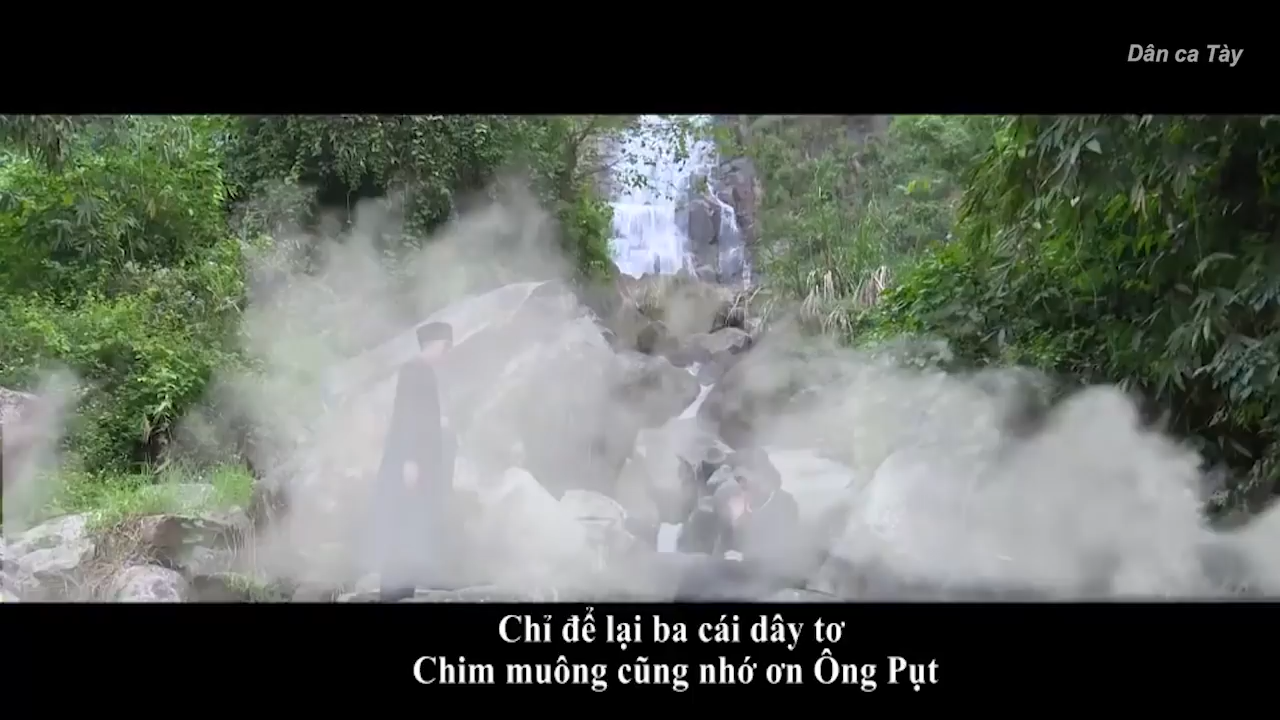 Dân ca Tày
Chỉ để lại ba cái dây tơ
Chim muông cũng nhớ ơn Ông Pụt